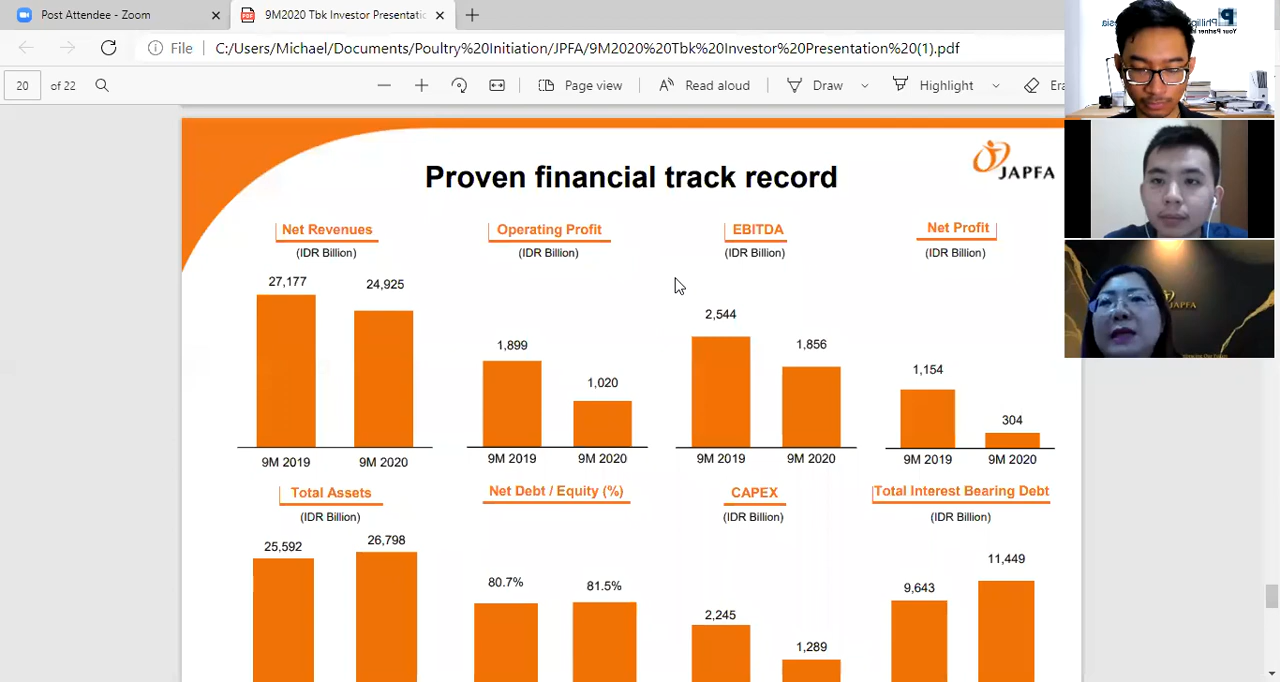 Post Attendee - Zoom
9M2020 Tbk Investor Presentatic
File
C:/Users/Michael/Documents/Poultry%20Initiation/JPFA/9M2020%20Tbk%20Investor%20Presentation%20(1).pdf
20 of 22
Page view
Read aloud
Draw
Highlight
Era
JAPFA
Proven financial track record
Net Revenues
(IDR Billion)
27,177
24,925
9M 2019
9M 2020
Operating Profit
(IDR Billion)
1,899
1,020
9M 2019
9M 2020
EBITDA
(IDR Billion)
2,544
1,856
9M 2019
9M 2020
Net Profit
(IDR Billion)
1,154
304
9M 2019
9M 2020
Total Assets
(IDR Billion)
25,592
26,798
Net Debt / Equity (%)
80.7%
81.5%
CAPEX
(IDR Billion)
2,245
1,289
Total Interest Bearing Debt
(IDR Billion)
9,643
11,449
JAPFA